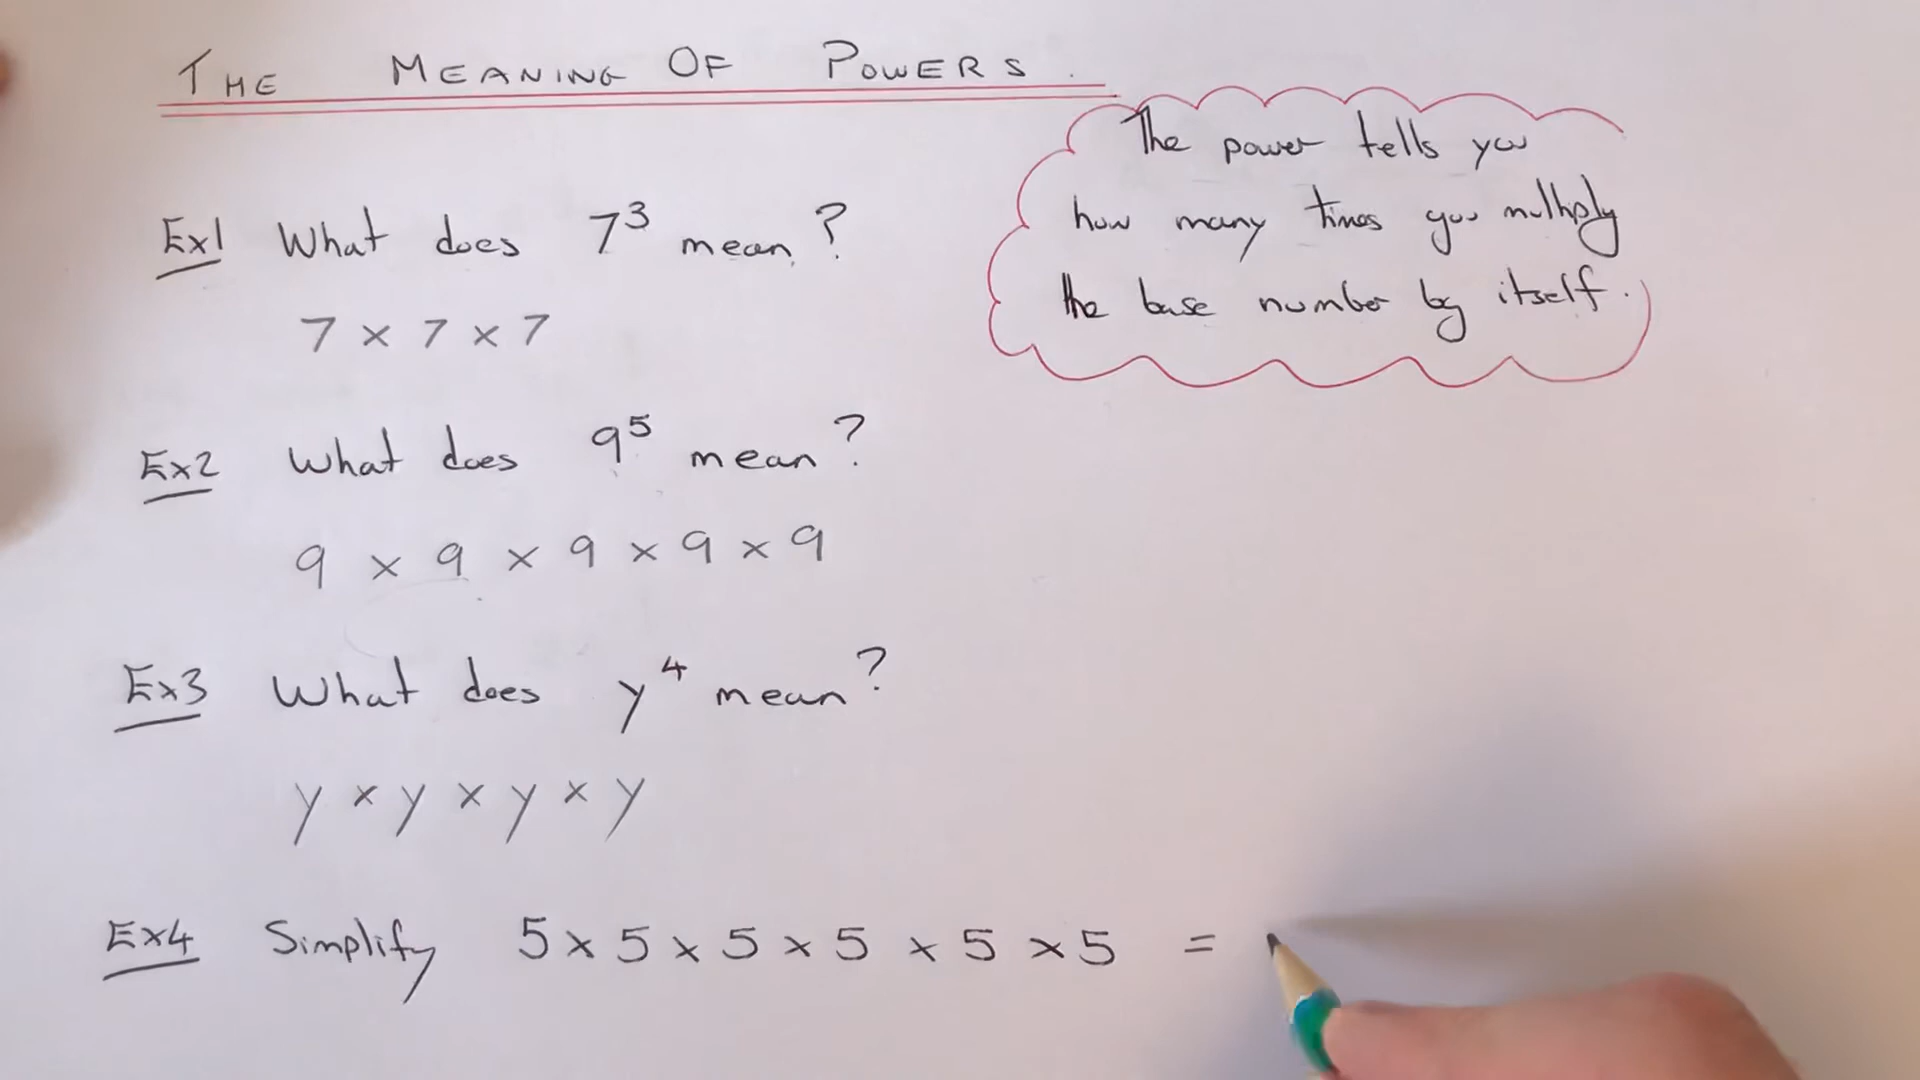 THE MEANING OF POWERS.
The power tells you
how many times you multiply
the base number by itself.
Ex1 What does 7³ mean?
7 × 7 × 7
Ex2 What does 9⁵ mean?
9 × 9 × 9 × 9 × 9
Ex3 What does y⁴ mean?
y × y × y × y
Ex4 Simplify 5 × 5 × 5 × 5 × 5 × 5 =